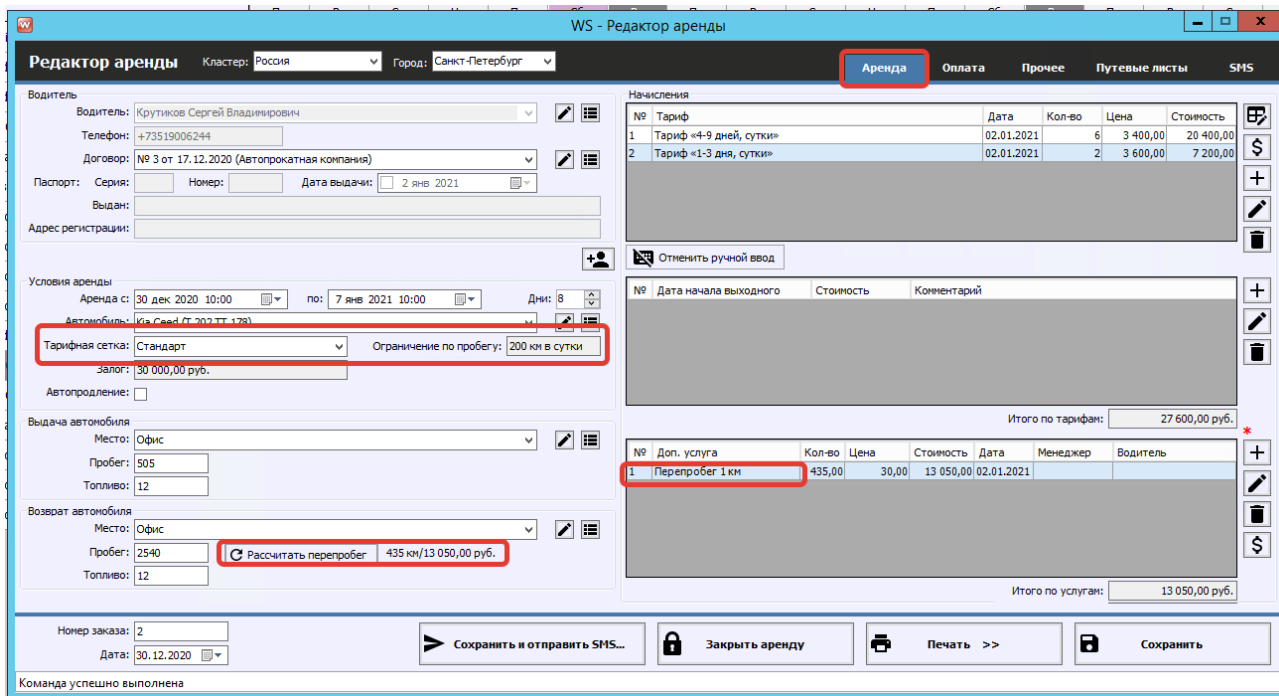 WS - Редактор аренды
Редактор аренды Кластер: Россия Город: Санкт-Петербург Аренда Оплата Прочее Путевые листы SMS
Водитель
Водитель: Крутиков Сергей Владимирович
Телефон: +73519006244
Договор: № 3 от 17.12.2020 (Автопрокатная компания)
Паспорт: Серия: Номер: Дата выдачи: 2 янв 2021
Выдан:
Адрес регистрации:
Условия аренды
Аренда с: 30 дек 2020 10:00 по: 7 янв 2021 10:00 Дни: 8
Автомобиль: Kia Ceed (Т 202 ТТ 178)
Тарифная сетка: Стандарт Ограничение по пробегу: 200 км в сутки
Залог: 30 000,00 руб.
Автопродление:
Выдача автомобиля
Место: Офис
Пробег: 505
Топливо: 12
Возврат автомобиля
Место: Офис
Пробег: 2540 Рассчитать перепробег 435 км/13 050,00 руб.
Топливо: 12
Начисления
№ Тариф Дата Кол-во Цена Стоимость
1 Тариф «4-9 дней, сутки» 02.01.2021 6 3 400,00 20 400,00
2 Тариф «1-3 дня, сутки» 02.01.2021 2 3 600,00 7 200,00
Отменить ручной ввод
№ Дата начала выходного Стоимость Комментарий
Итого по тарифам: 27 600,00 руб.
*
№ Доп. услуга Кол-во Цена Стоимость Дата Менеджер Водитель
1 Перепробег 1 км 435,00 30,00 13 050,00 02.01.2021
Итого по услугам: 13 050,00 руб.
Номер заказа: 2
Дата: 30.12.2020
Сохранить и отправить SMS... Закрыть аренду Печать >> Сохранить
Команда успешно выполнена